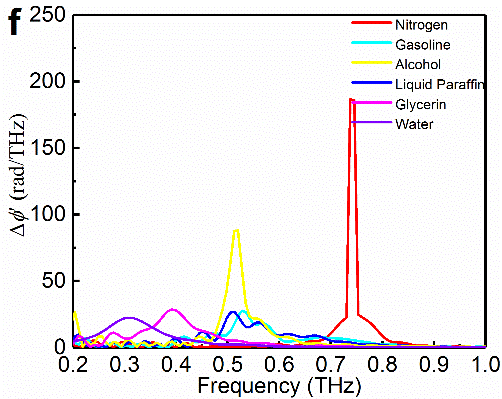 f
250
200
150
100
50
0
Δϕ′ (rad/THz)
Nitrogen
Gasoline
Alcohol
Liquid Paraffin
Glycerin
Water
0.2 0.3 0.4 0.5 0.6 0.7 0.8 0.9 1.0
Frequency (THz)